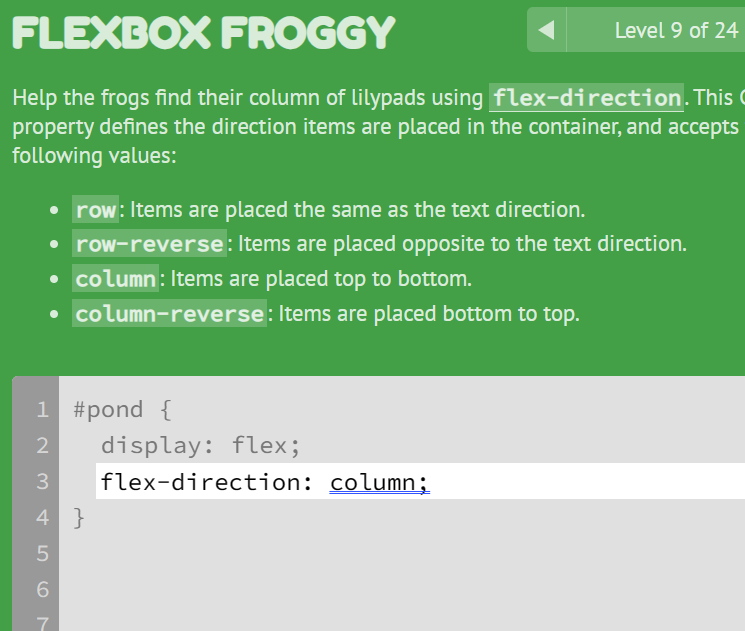 FLEXBOX FROGGY
Level 9 of 24
Help the frogs find their column of lilypads using flex-direction. This
property defines the direction items are placed in the container, and accepts
following values:
row: Items are placed the same as the text direction.
row-reverse: Items are placed opposite to the text direction.
column: Items are placed top to bottom.
column-reverse: Items are placed bottom to top.
1 #pond {
2 display: flex;
3 flex-direction: column;
4 }
5
6
7